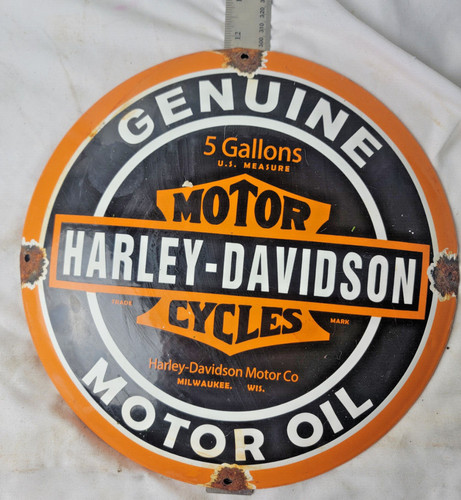 GENUINE
5 Gallons
U.S. MEASURE
MOTOR
HARLEY-DAVIDSON
TRADE MARK
CYCLES
Harley-Davidson Motor Co
MILWAUKEE. WIS.
MOTOR OIL